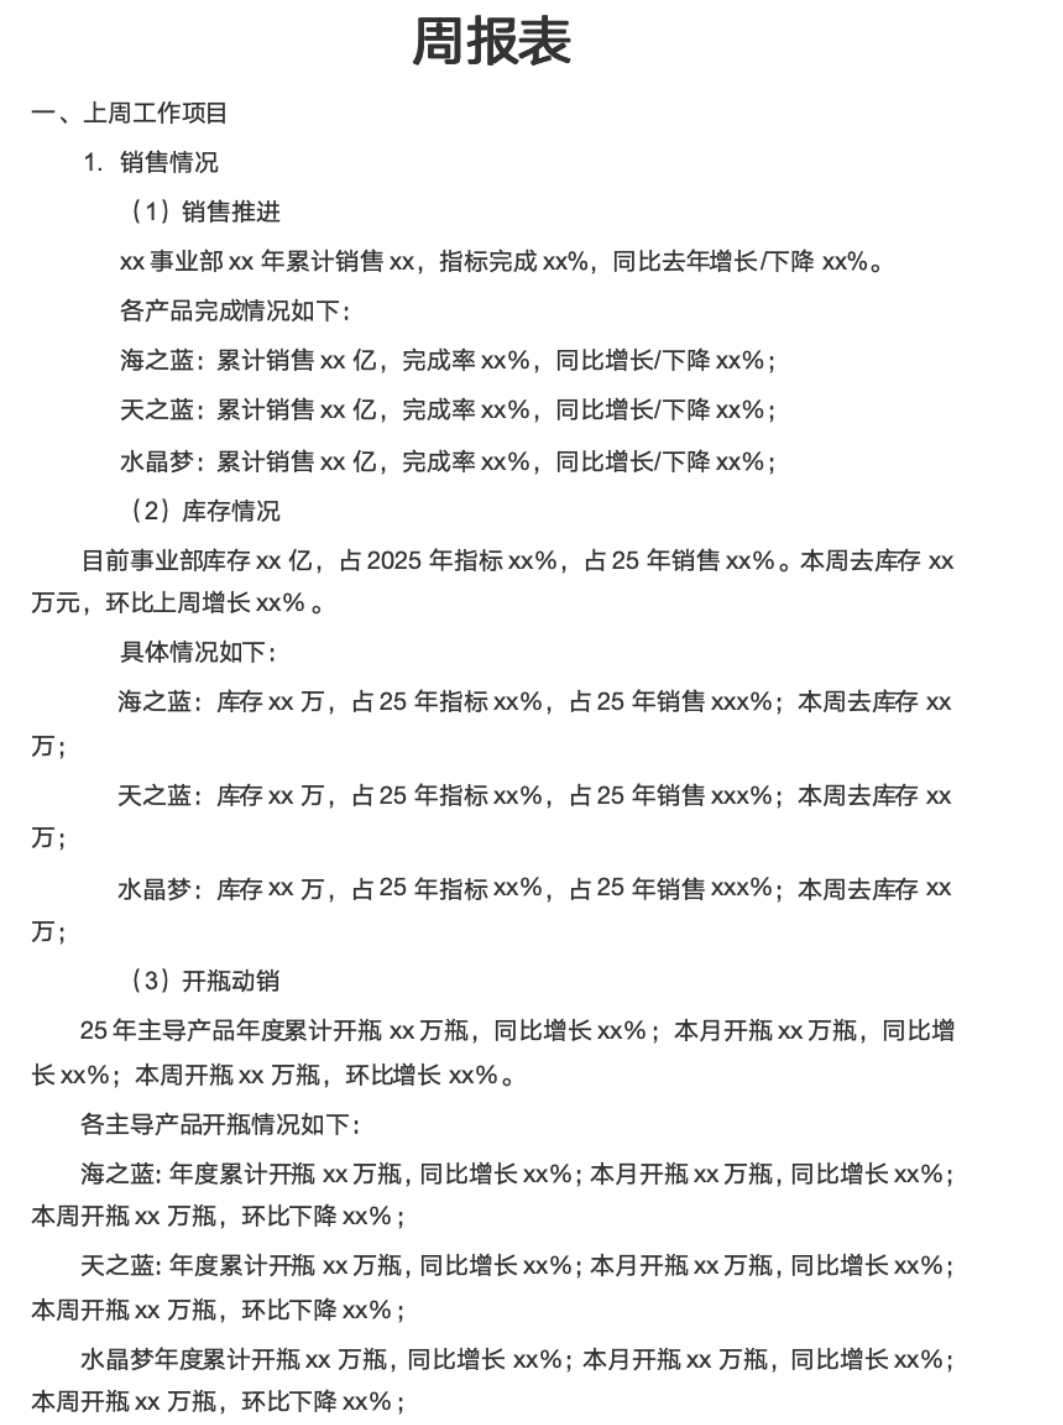 周报表
一、上周工作项目
1. 销售情况
（1）销售推进
xx 事业部 xx 年累计销售 xx，指标完成 xx%，同比去年增长/下降 xx%。
各产品完成情况如下：
海之蓝：累计销售 xx 亿，完成率 xx%，同比增长/下降 xx%；
天之蓝：累计销售 xx 亿，完成率 xx%，同比增长/下降 xx%；
水晶梦：累计销售 xx 亿，完成率 xx%，同比增长/下降 xx%；
（2）库存情况
目前事业部库存 xx 亿，占 2025 年指标 xx%，占 25 年销售 xx%。本周去库存 xx
万元，环比上周增长 xx% 。
具体情况如下：
海之蓝：库存 xx 万，占 25 年指标 xx%，占 25 年销售 xxx%；本周去库存 xx
万；
天之蓝：库存 xx 万，占 25 年指标 xx%，占 25 年销售 xxx%；本周去库存 xx
万；
水晶梦：库存 xx 万，占 25 年指标 xx%，占 25 年销售 xxx%；本周去库存 xx
万；
（3）开瓶动销
25 年主导产品年度累计开瓶 xx 万瓶，同比增长 xx%；本月开瓶 xx 万瓶，同比增
长 xx%；本周开瓶 xx 万瓶，环比增长 xx%。
各主导产品开瓶情况如下：
海之蓝: 年度累计开瓶 xx 万瓶，同比增长 xx%；本月开瓶 xx 万瓶，同比增长 xx%；
本周开瓶 xx 万瓶，环比下降 xx%；
天之蓝: 年度累计开瓶 xx 万瓶，同比增长 xx%；本月开瓶 xx 万瓶，同比增长 xx%；
本周开瓶 xx 万瓶，环比下降 xx%；
水晶梦年度累计开瓶 xx 万瓶，同比增长 xx%；本月开瓶 xx 万瓶，同比增长 xx%；
本周开瓶 xx 万瓶，环比下降 xx%；